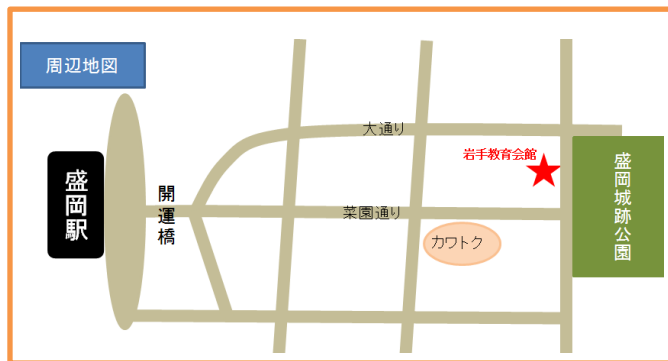 周辺地図
大通り
岩手教育会館
盛岡駅
開運橋
菜園通り
カワトク
盛岡城跡公園